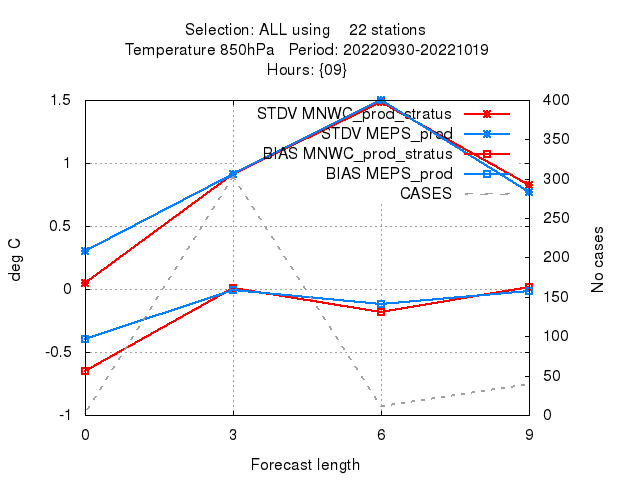 Selection: ALL using 22 stations
Temperature 850hPa Period: 20220930-20221019
Hours: {09}
STDV MNWC_prod_stratus
STDV MEPS_prod
BIAS MNWC_prod_stratus
BIAS MEPS_prod
CASES
deg C
1.5
1
0.5
0
-0.5
-1
No cases
400
350
300
250
200
150
100
50
0
0 3 6 9
Forecast length